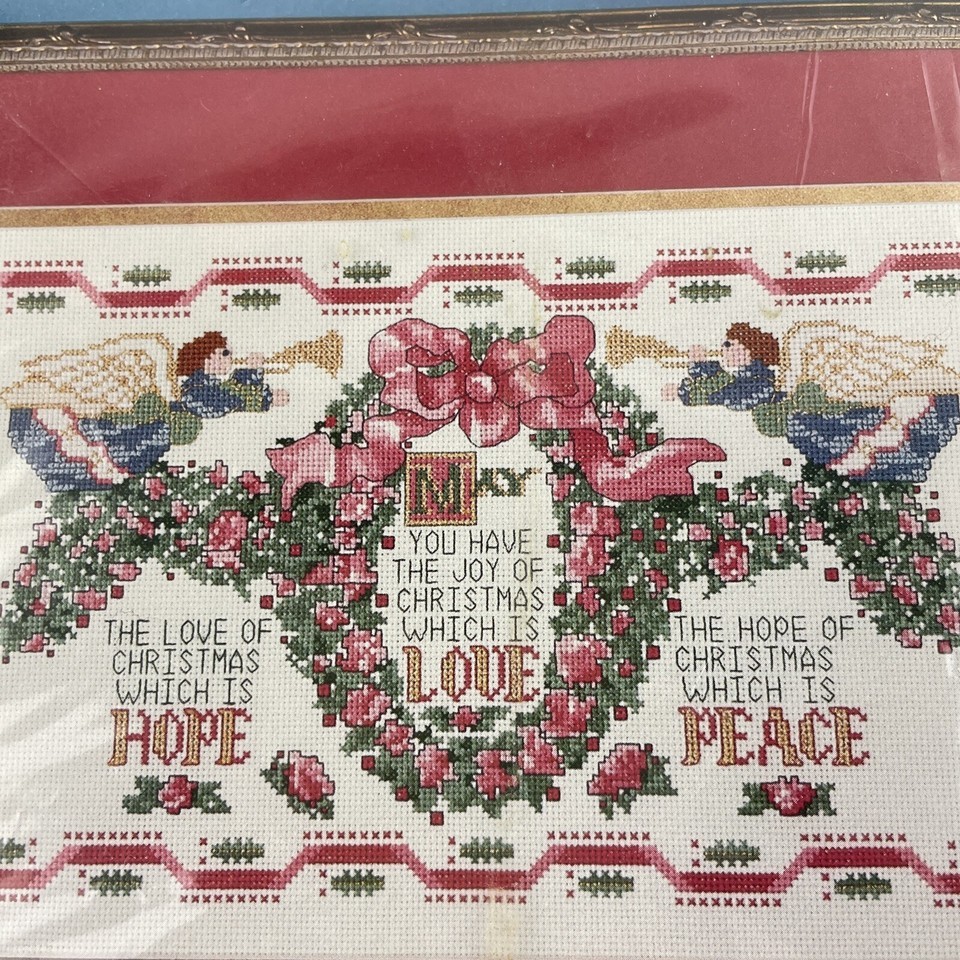 MAY
YOU HAVE
THE JOY OF
CHRISTMAS
WHICH IS
LOVE
THE LOVE OF
CHRISTMAS
WHICH IS
HOPE
THE HOPE OF
CHRISTMAS
WHICH IS
PEACE